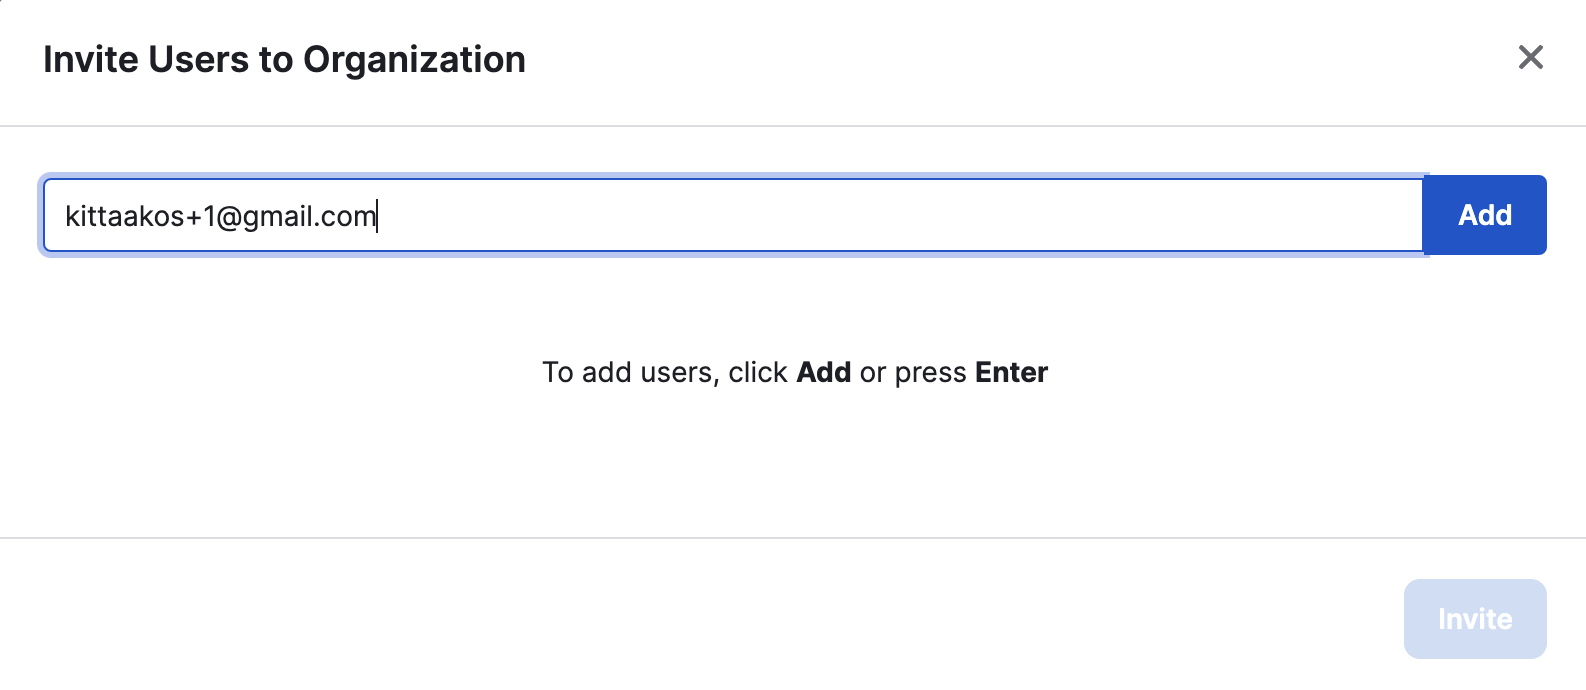 Invite Users to Organization
kittaakos+1@gmail.com
Add
To add users, click Add or press Enter
Invite